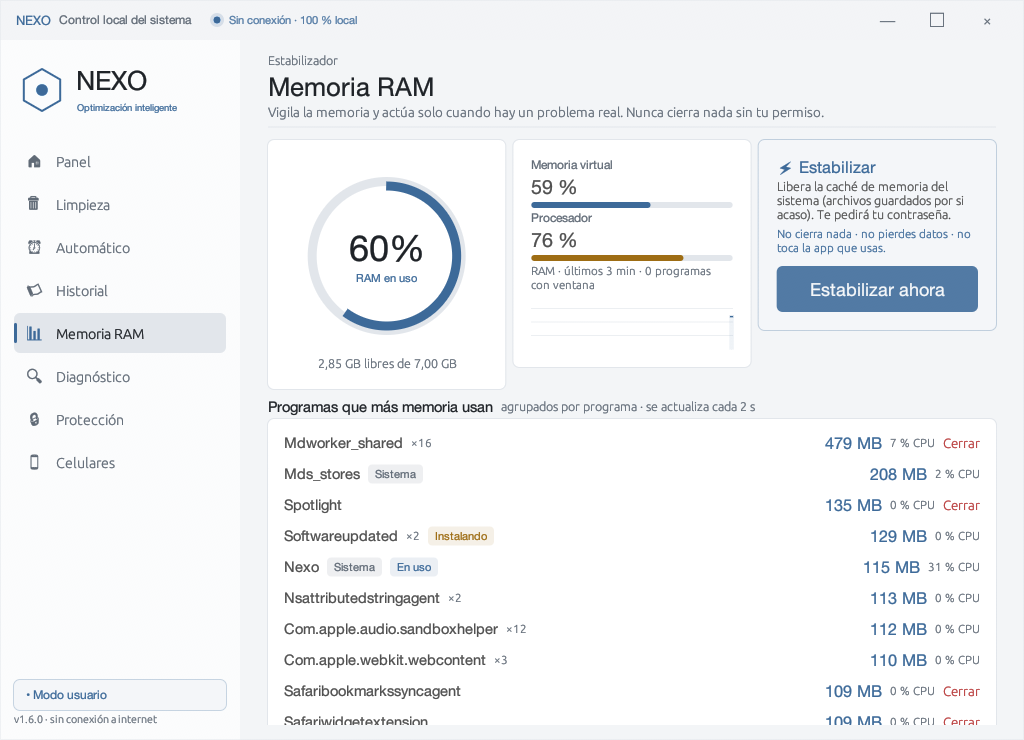 NEXO Control local del sistema Sin conexión · 100 % local
NEXO
Optimización inteligente
Panel
Limpieza
Automático
Historial
Memoria RAM
Diagnóstico
Protección
Celulares
• Modo usuario
v1.6.0 · sin conexión a internet
Estabilizador
Memoria RAM
Vigila la memoria y actúa solo cuando hay un problema real. Nunca cierra nada sin tu permiso.
60%
RAM en uso
2,85 GB libres de 7,00 GB
Memoria virtual
59 %
Procesador
76 %
RAM · últimos 3 min · 0 programas
con ventana
Estabilizar
Libera la caché de memoria del
sistema (archivos guardados por si
acaso). Te pedirá tu contraseña.
No cierra nada · no pierdes datos · no
toca la app que usas.
Estabilizar ahora
Programas que más memoria usan agrupados por programa · se actualiza cada 2 s
Mdworker_shared ×16 479 MB 7 % CPU Cerrar
Mds_stores Sistema 208 MB 2 % CPU
Spotlight 135 MB 0 % CPU Cerrar
Softwareupdated ×2 Instalando 129 MB 0 % CPU
Nexo Sistema En uso 115 MB 31 % CPU
Nsattributedstringagent ×2 113 MB 0 % CPU
Com.apple.audio.sandboxhelper ×12 112 MB 0 % CPU
Com.apple.webkit.webcontent ×3 110 MB 0 % CPU
Safaribookmarkssyncagent 109 MB 0 % CPU Cerrar
Safariwidgetextension 109 MB 0 % CPU Cerrar